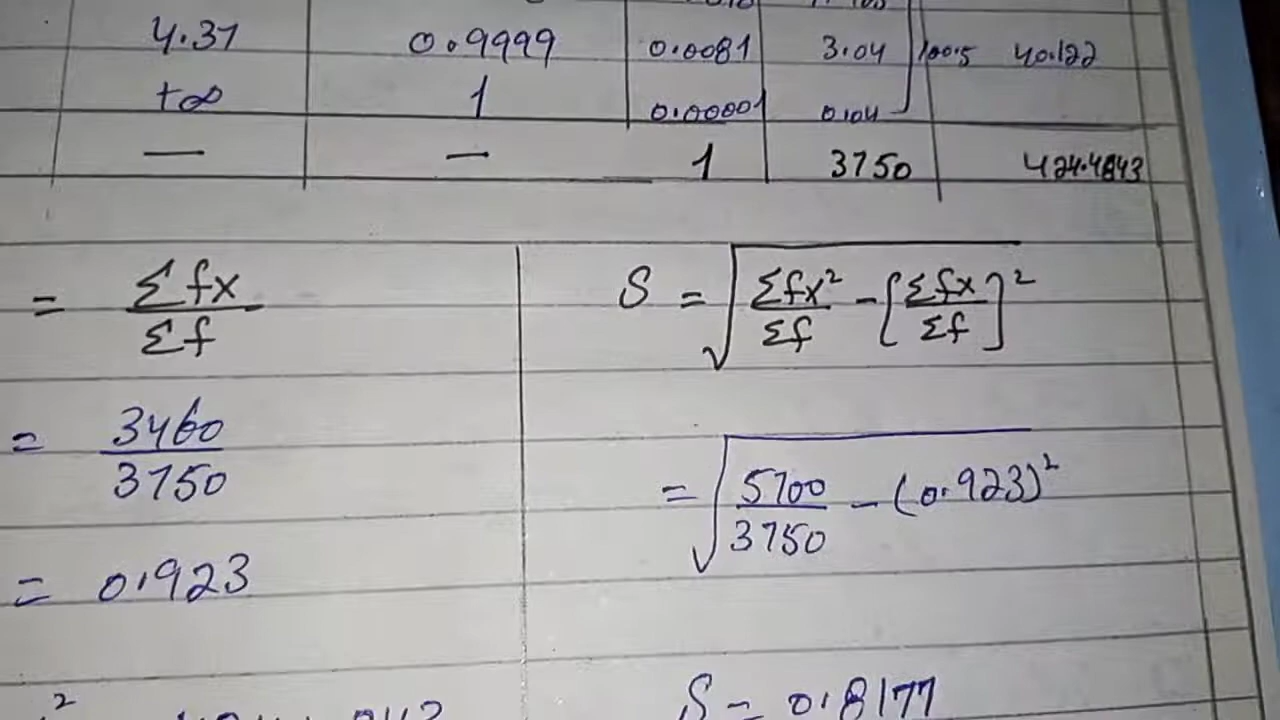 4.37 0.9999 0.0081 3.04 100.5 40.122
+∞ 1 0.00001 0.04
— — 1 3750 424.4843
= Σfx / Σf
S = √(Σfx² / Σf - [Σfx / Σf]²)
= 3460 / 3750
= √(5700 / 3750 - (0.923)²)
= 0.923
S = 0.8177